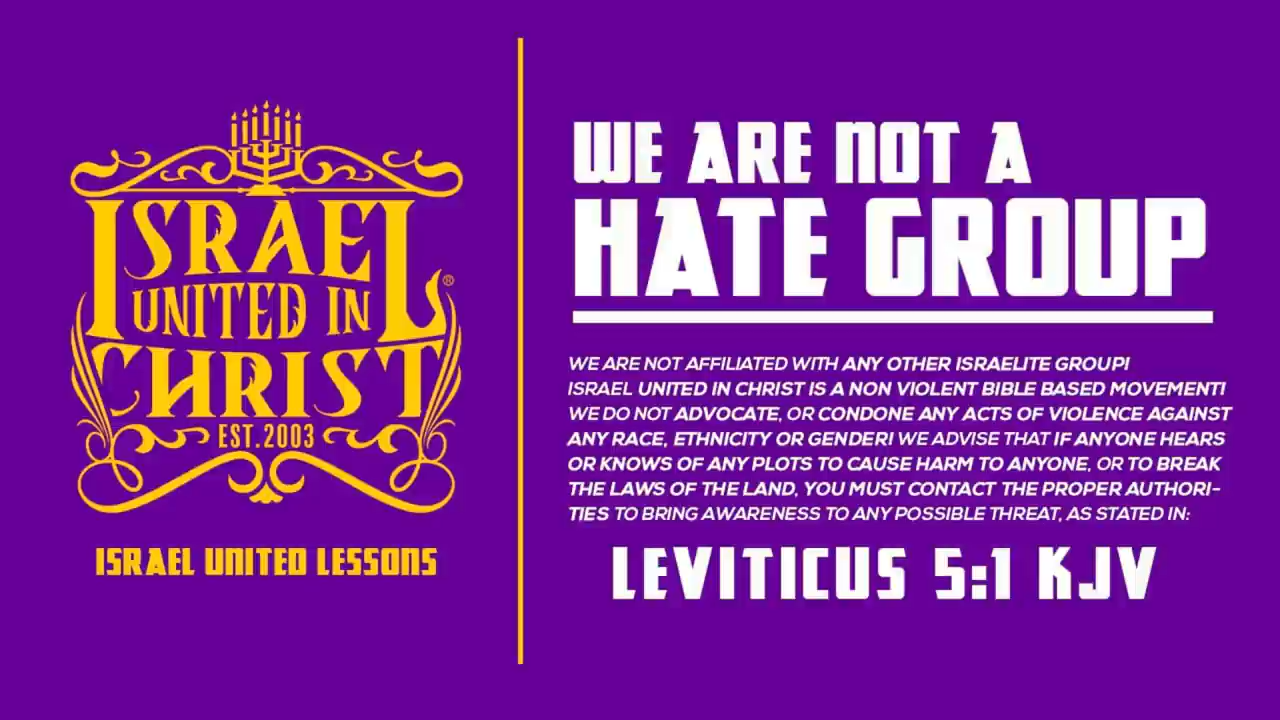 ISRAEL
UNITED IN
CHRIST®
EST. 2003
ISRAEL UNITED LESSONS
WE ARE NOT A
HATE GROUP
WE ARE NOT AFFILIATED WITH ANY OTHER ISRAELITE GROUP!
ISRAEL UNITED IN CHRIST IS A NON VIOLENT BIBLE BASED MOVEMENT!
WE DO NOT ADVOCATE, OR CONDONE ANY ACTS OF VIOLENCE AGAINST
ANY RACE, ETHNICITY OR GENDER! WE ADVISE THAT IF ANYONE HEARS
OR KNOWS OF ANY PLOTS TO CAUSE HARM TO ANYONE, OR TO BREAK
THE LAWS OF THE LAND, YOU MUST CONTACT THE PROPER AUTHORI-
TIES TO BRING AWARENESS TO ANY POSSIBLE THREAT, AS STATED IN:
LEVITICUS 5:1 KJV